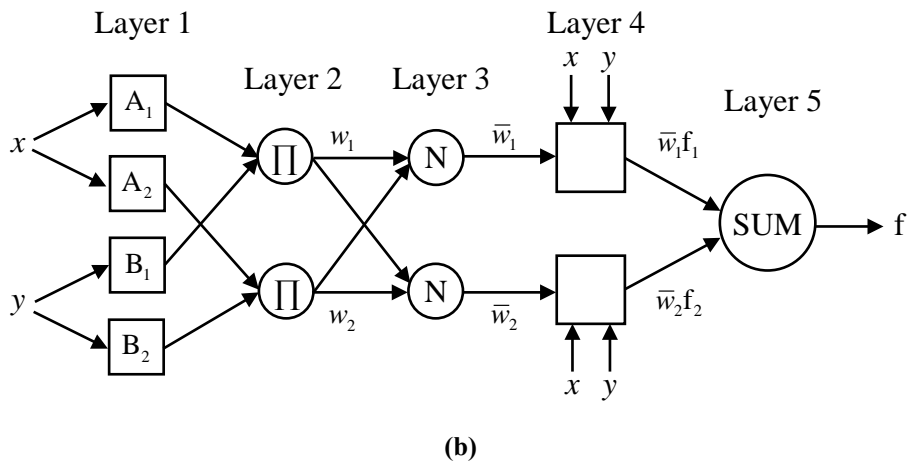 Layer 1
Layer 2
Layer 3
Layer 4
Layer 5
x
y
A₁
A₂
B₁
B₂
∏
∏
w₁
w₂
N
N
w̅₁
w̅₂
x y
x y
w̅₁f₁
w̅₂f₂
SUM
f
(b)